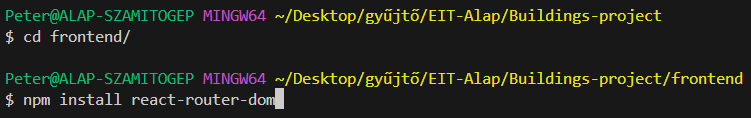 Peter@ALAP-SZAMITOGEP MINGW64 ~/Desktop/gyűjtő/EIT-Alap/Buildings-project
$ cd frontend/
Peter@ALAP-SZAMITOGEP MINGW64 ~/Desktop/gyűjtő/EIT-Alap/Buildings-project/frontend
$ npm install react-router-dom